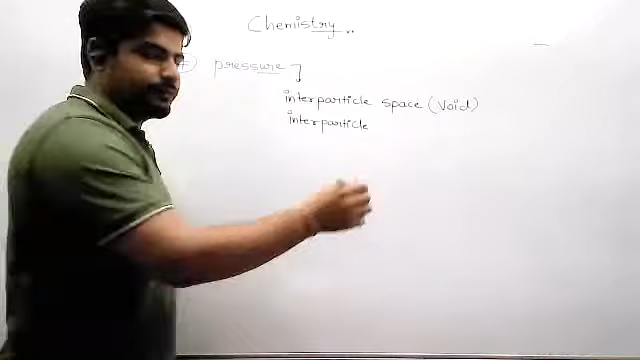 Chemistry ..
pressure
interparticle space (void)
interparticle